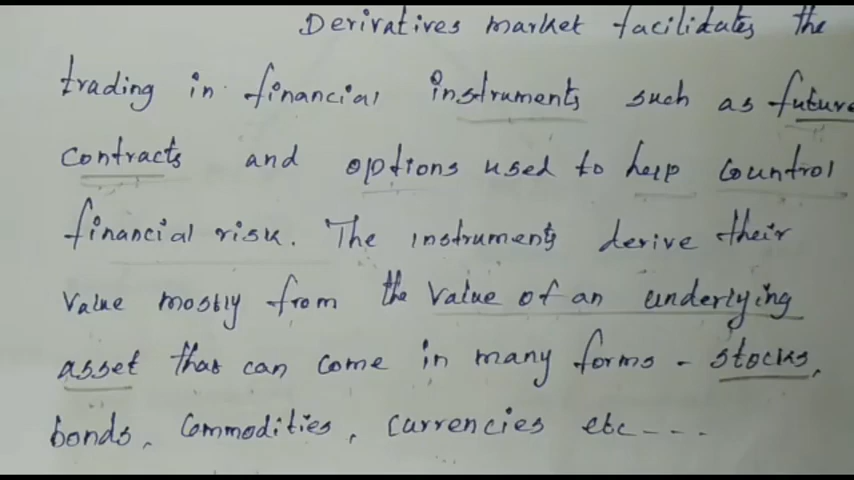 Derivatives market facilitates the
trading in financial instruments such as future
contracts and options used to help countrol
financial risk. The instruments derive their
value mostly from the value of an underlying
asset that can come in many forms - stocks,
bonds, commodities, currencies etc----